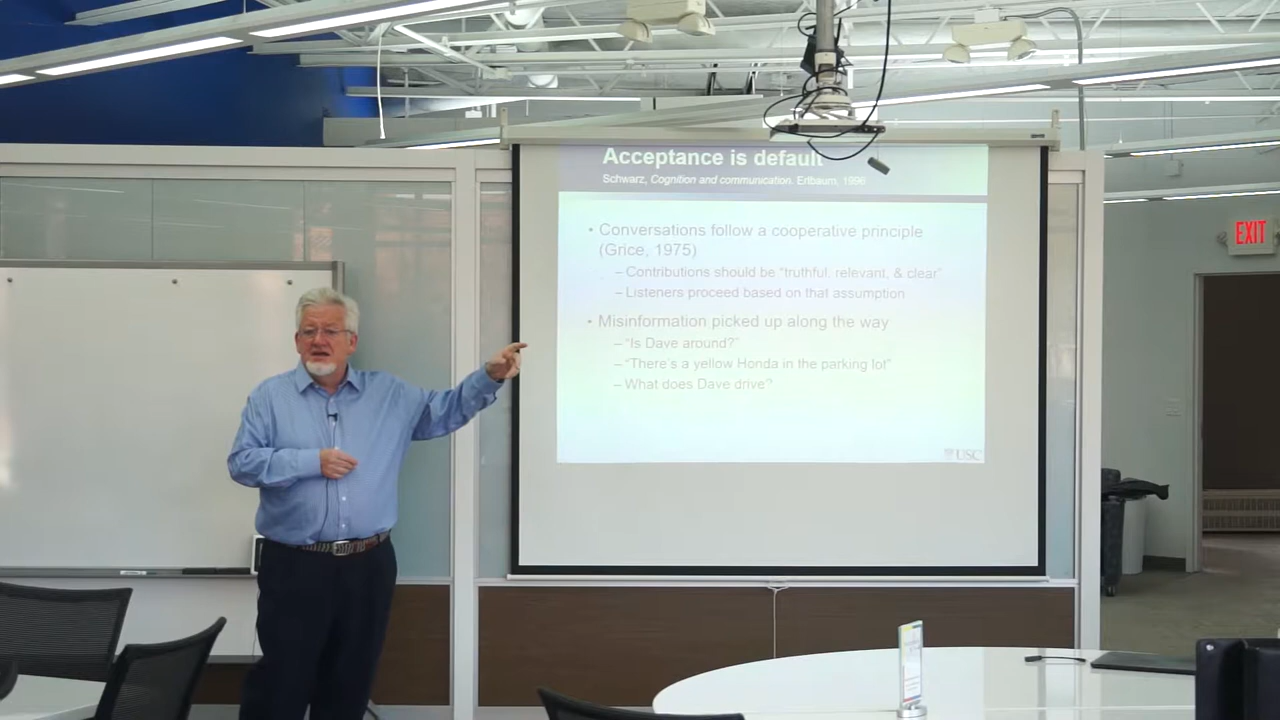 Acceptance is default
Schwarz, Cognition and communication. Erlbaum, 1996
• Conversations follow a cooperative principle
(Grice, 1975)
– Contributions should be “truthful, relevant, & clear”
– Listeners proceed based on that assumption
• Misinformation picked up along the way
– “Is Dave around?”
– “There’s a yellow Honda in the parking lot”
– What does Dave drive?
USC
EXIT